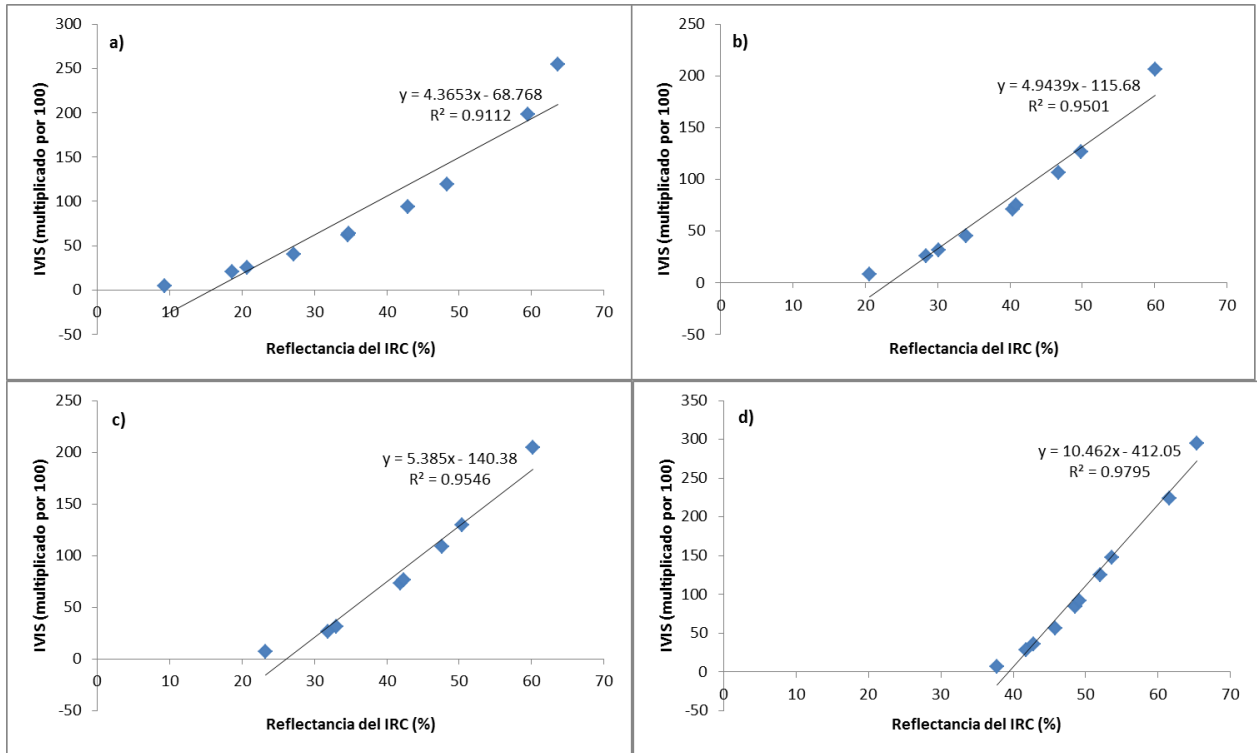 a)
IVIS (multiplicado por 100)
300
250
200
150
100
50
0
-50
y = 4.3653x - 68.768
R² = 0.9112
0 10 20 30 40 50 60 70
Reflectancia del IRC (%)
b)
IVIS (multiplicado por 100)
250
200
150
100
50
0
-50
y = 4.9439x - 115.68
R² = 0.9501
0 10 20 30 40 50 60 70
Reflectancia del IRC (%)
c)
IVIS (multiplicado por 100)
250
200
150
100
50
0
-50
y = 5.385x - 140.38
R² = 0.9546
0 10 20 30 40 50 60 70
Reflectancia del IRC (%)
d)
IVIS (multiplicado por 100)
350
300
250
200
150
100
50
0
-50
y = 10.462x - 412.05
R² = 0.9795
0 10 20 30 40 50 60 70
Reflectancia del IRC (%)